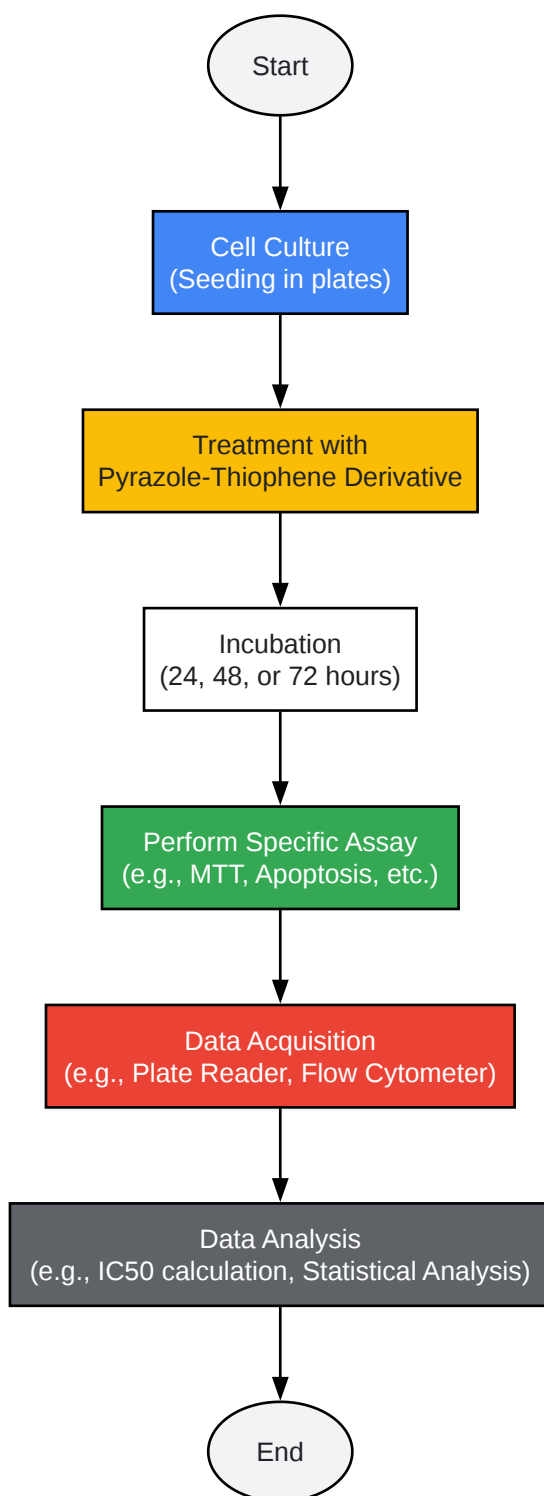 Start
Cell Culture
(Seeding in plates)
Treatment with
Pyrazole-Thiophene Derivative
Incubation
(24, 48, or 72 hours)
Perform Specific Assay
(e.g., MTT, Apoptosis, etc.)
Data Acquisition
(e.g., Plate Reader, Flow Cytometer)
Data Analysis
(e.g., IC50 calculation, Statistical Analysis)
End